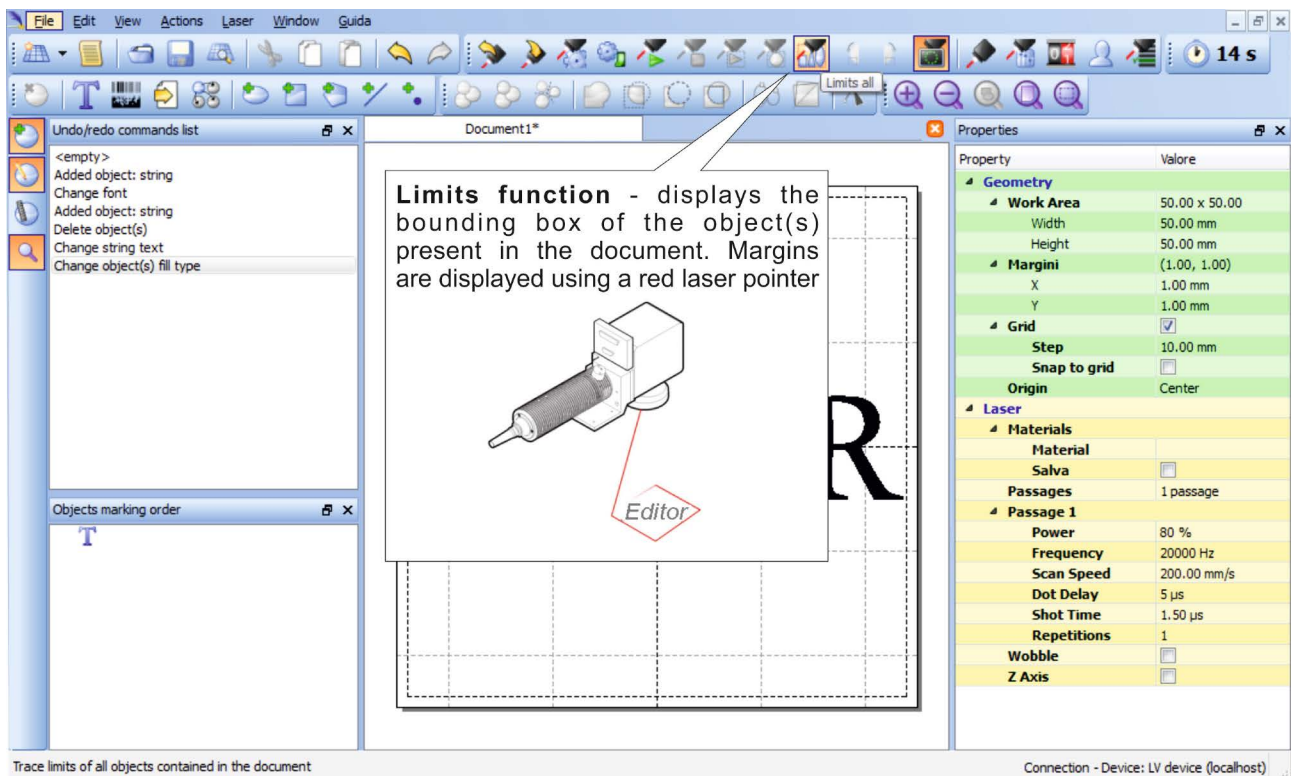 File Edit View Actions Laser Window Guida
14 s
Limits all
Undo/redo commands list
<empty>
Added object: string
Change font
Added object: string
Delete object(s)
Change string text
Change object(s) fill type
Objects marking order
T
Document1*
Limits function - displays the
bounding box of the object(s)
present in the document. Margins
are displayed using a red laser pointer
Editor
R
Properties
Property Valore
Geometry
Work Area 50.00 x 50.00
Width 50.00 mm
Height 50.00 mm
Margini (1.00, 1.00)
X 1.00 mm
Y 1.00 mm
Grid
Step 10.00 mm
Snap to grid
Origin Center
Laser
Materials
Material
Salva
Passages 1 passage
Passage 1
Power 80 %
Frequency 20000 Hz
Scan Speed 200.00 mm/s
Dot Delay 5 µs
Shot Time 1.50 µs
Repetitions 1
Wobble
Z Axis
Trace limits of all objects contained in the document
Connection - Device: LV device (localhost)